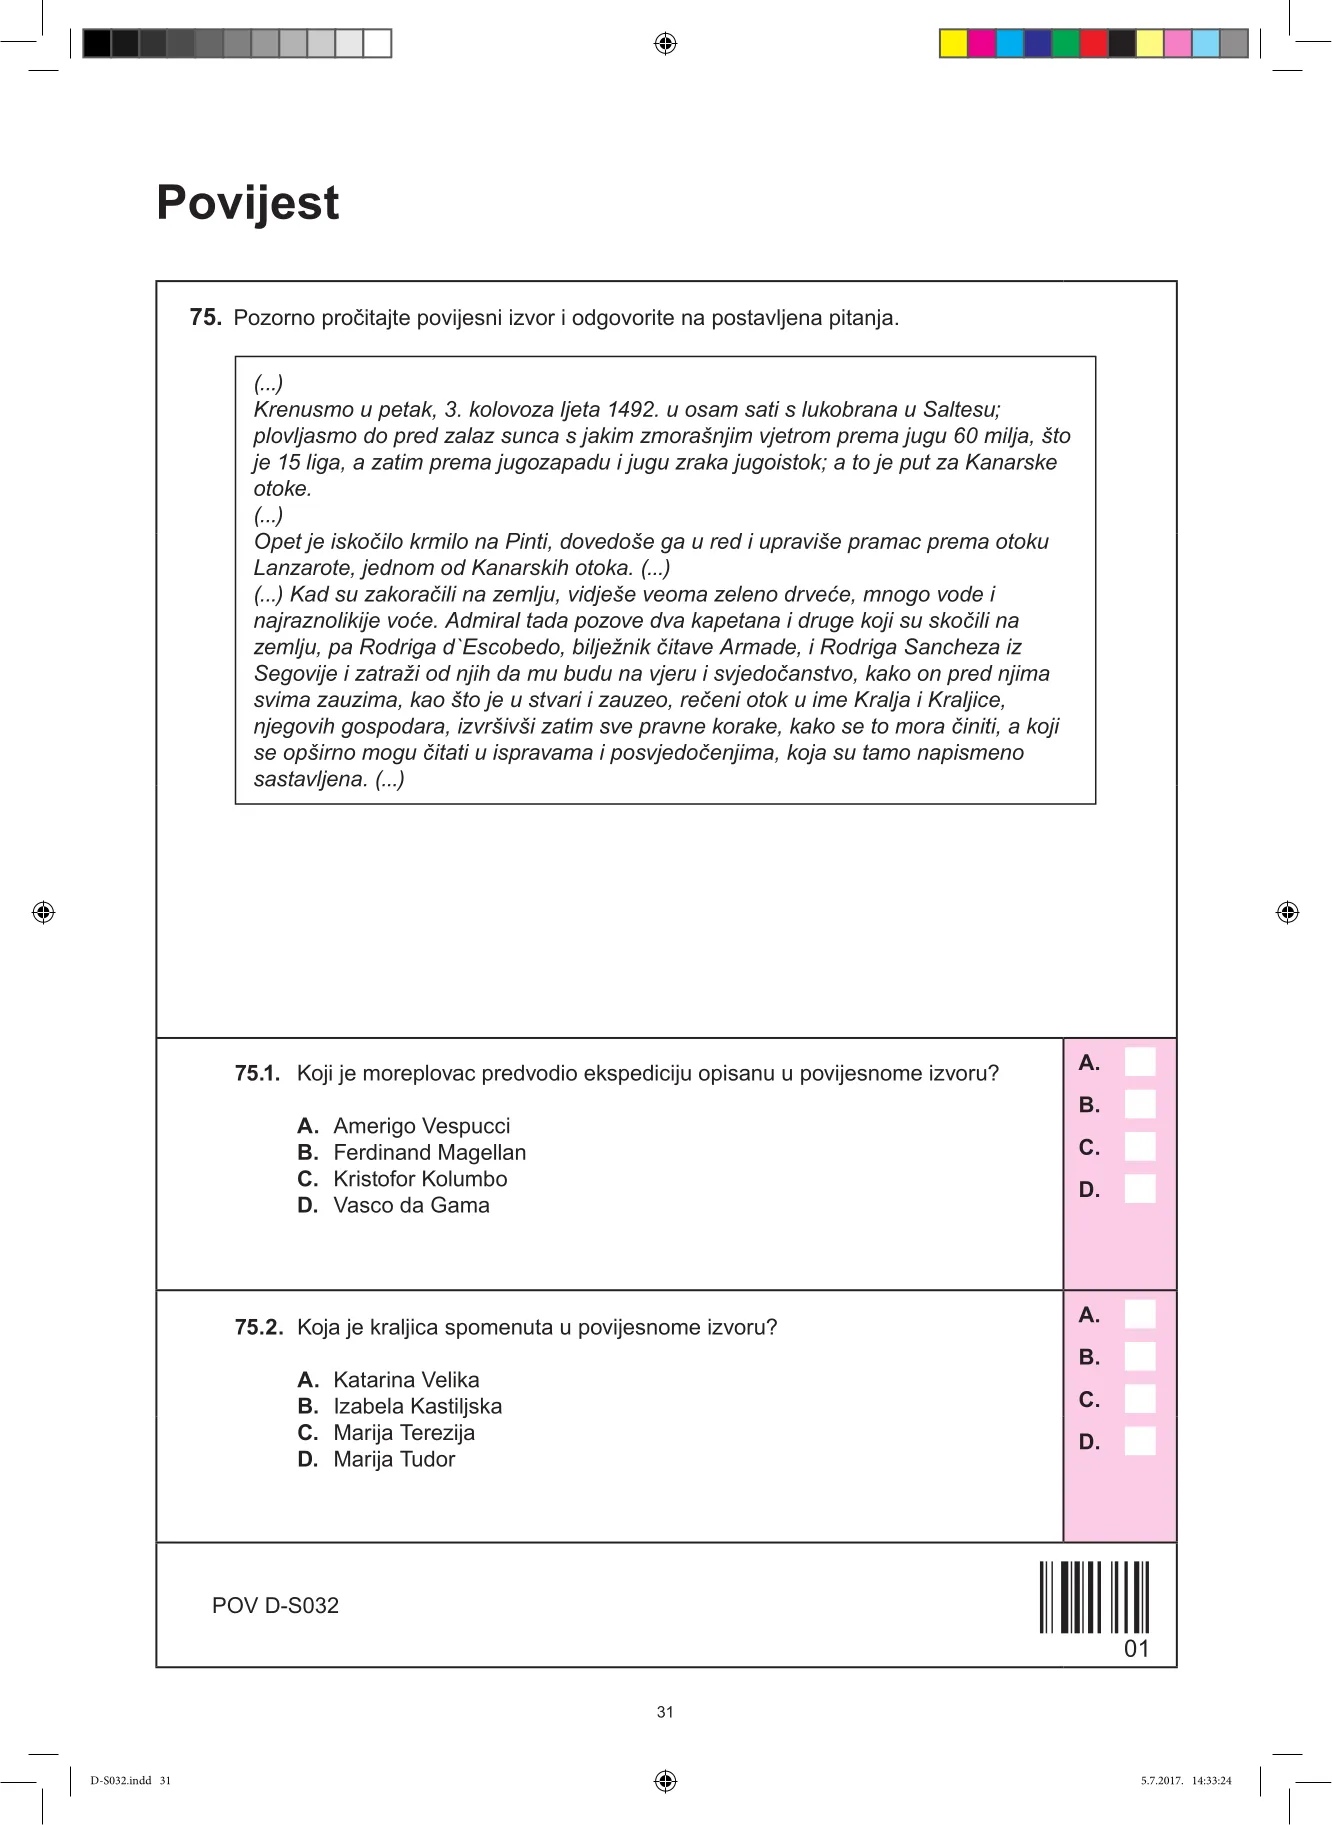 Povijest
75. Pozorno pročitajte povijesni izvor i odgovorite na postavljena pitanja.
(...)
Krenusmo u petak, 3. kolovoza ljeta 1492. u osam sati s lukobrana u Saltesu;
plovljasmo do pred zalaz sunca s jakim zmorašnjim vjetrom prema jugu 60 milja, što
je 15 liga, a zatim prema jugozapadu i jugu zraka jugoistok; a to je put za Kanarske
otoke.
(...)
Opet je iskočilo krmilo na Pinti, dovedoše ga u red i upraviše pramac prema otoku
Lanzarote, jednom od Kanarskih otoka. (...)
(...) Kad su zakoračili na zemlju, vidješe veoma zeleno drveće, mnogo vode i
najraznolikije voće. Admiral tada pozove dva kapetana i druge koji su skočili na
zemlju, pa Rodriga d`Escobedo, bilježnik čitave Armade, i Rodriga Sancheza iz
Segovije i zatraži od njih da mu budu na vjeru i svjedočanstvo, kako on pred njima
svima zauzima, kao što je u stvari i zauzeo, rečeni otok u ime Kralja i Kraljice,
njegovih gospodara, izvršivši zatim sve pravne korake, kako se to mora činiti, a koji
se opširno mogu čitati u ispravama i posvjedočenjima, koja su tamo napismeno
sastavljena. (...)
75.1. Koji je moreplovac predvodio ekspediciju opisanu u povijesnome izvoru?
A. Amerigo Vespucci
B. Ferdinand Magellan
C. Kristofor Kolumbo
D. Vasco da Gama
A.
B.
C.
D.
75.2. Koja je kraljica spomenuta u povijesnome izvoru?
A. Katarina Velika
B. Izabela Kastiljska
C. Marija Terezija
D. Marija Tudor
A.
B.
C.
D.
POV D-S032
01
31
D-S032.indd 31
5.7.2017. 14:33:24